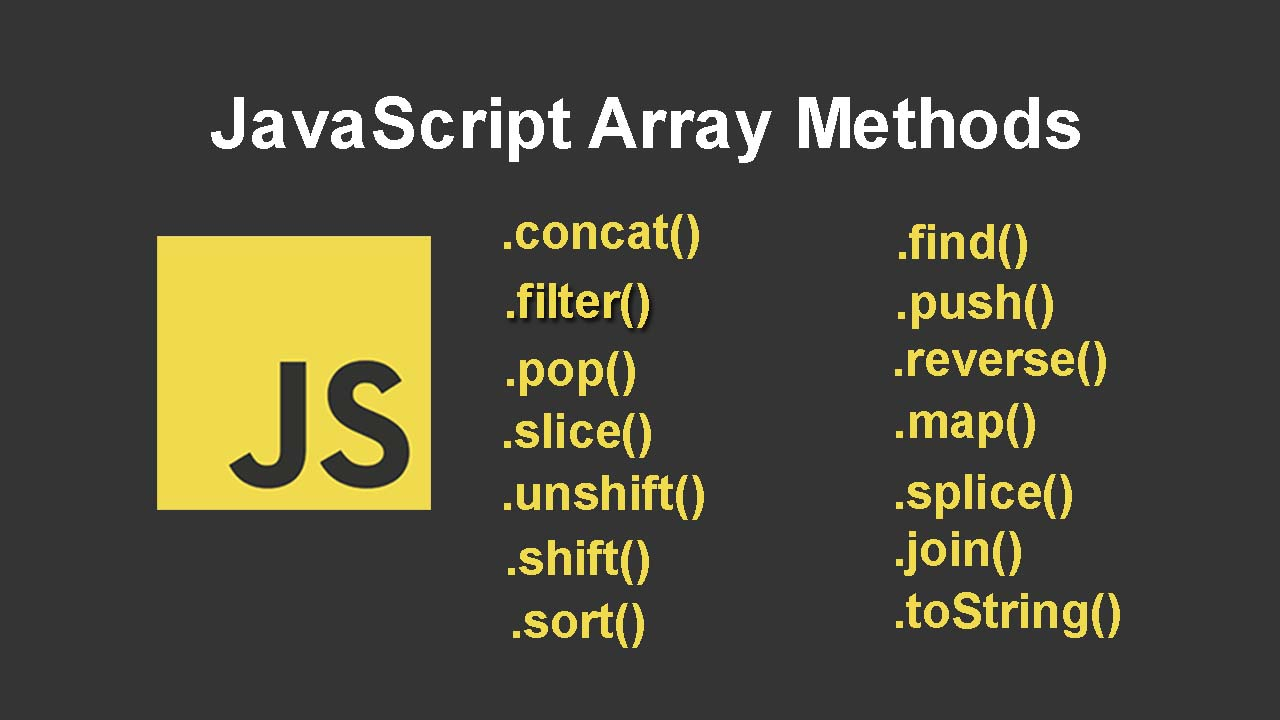 JavaScript Array Methods
JS
.concat()
.filter()
.pop()
.slice()
.unshift()
.shift()
.sort()
.find()
.push()
.reverse()
.map()
.splice()
.join()
.toString()